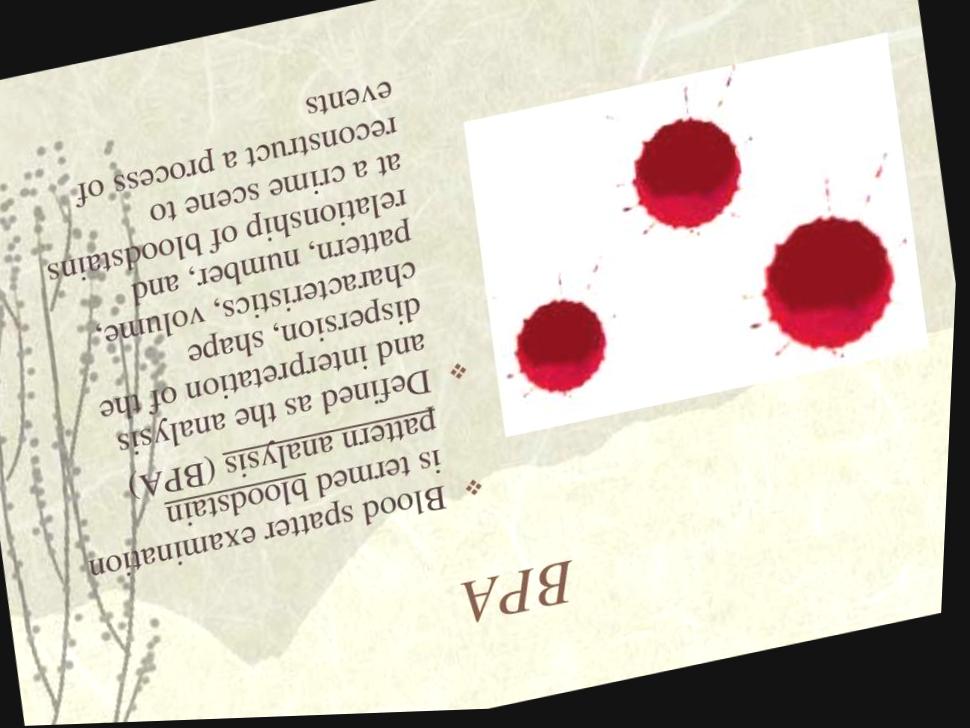 BPA
❖ Blood spatter examination
is termed bloodstain
pattern analysis (BPA)
❖ Defined as the analysis
and interpretation of the
dispersion, shape
characteristics, volume,
pattern, number, and
relationship of bloodstains
at a crime scene to
reconstruct a process of
events